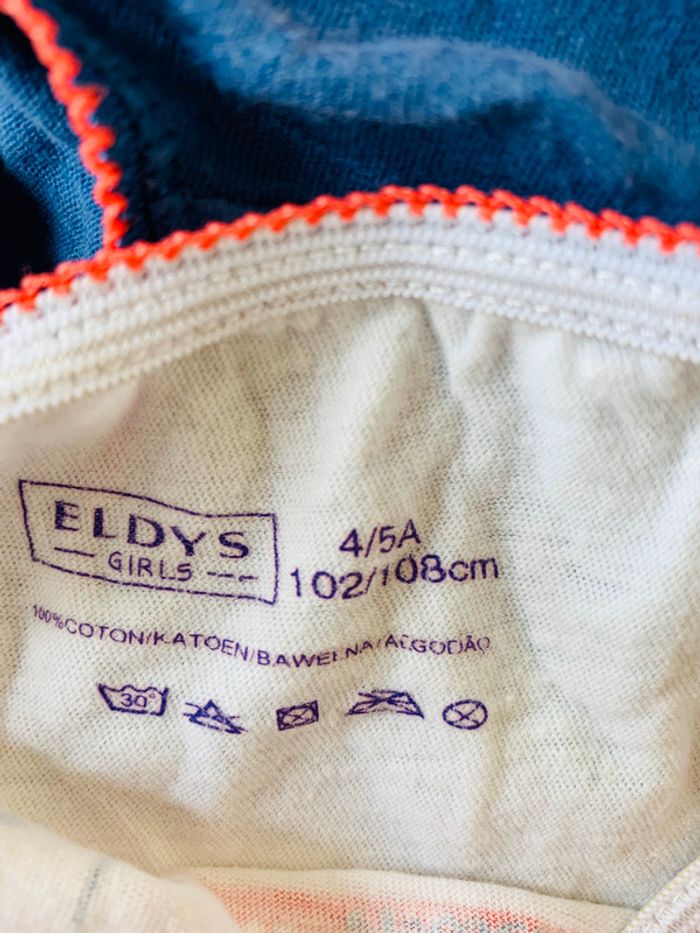 ELDYS
GIRLS
4/5A
102/108cm
100%COTON/KATOEN/BAWEŁNA/ALGODÃO
30°